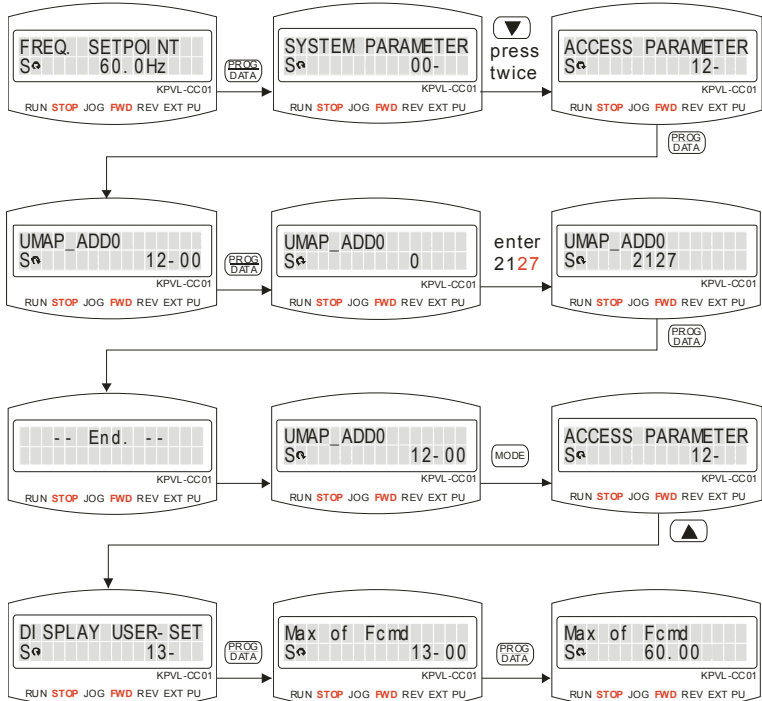 FREQ. SETPOINT
S 60.0Hz
KPVL-CC01
RUN STOP JOG FWD REV EXT PU
PROG
DATA
SYSTEM PARAMETER
S 00-
KPVL-CC01
RUN STOP JOG FWD REV EXT PU
press
twice
ACCESS PARAMETER
S 12-
KPVL-CC01
RUN STOP JOG FWD REV EXT PU
PROG
DATA
UMAP_ADD0
S 12-00
KPVL-CC01
RUN STOP JOG FWD REV EXT PU
PROG
DATA
UMAP_ADD0
S 0
KPVL-CC01
RUN STOP JOG FWD REV EXT PU
enter
2127
UMAP_ADD0
S 2127
KPVL-CC01
RUN STOP JOG FWD REV EXT PU
PROG
DATA
-- End. --
KPVL-CC01
RUN STOP JOG FWD REV EXT PU
UMAP_ADD0
S 12-00
KPVL-CC01
RUN STOP JOG FWD REV EXT PU
MODE
ACCESS PARAMETER
S 12-
KPVL-CC01
RUN STOP JOG FWD REV EXT PU
DISPLAY USER-SET
S 13-
KPVL-CC01
RUN STOP JOG FWD REV EXT PU
PROG
DATA
Max of Fcmd
S 13-00
KPVL-CC01
RUN STOP JOG FWD REV EXT PU
PROG
DATA
Max of Fcmd
S 60.00
KPVL-CC01
RUN STOP JOG FWD REV EXT PU